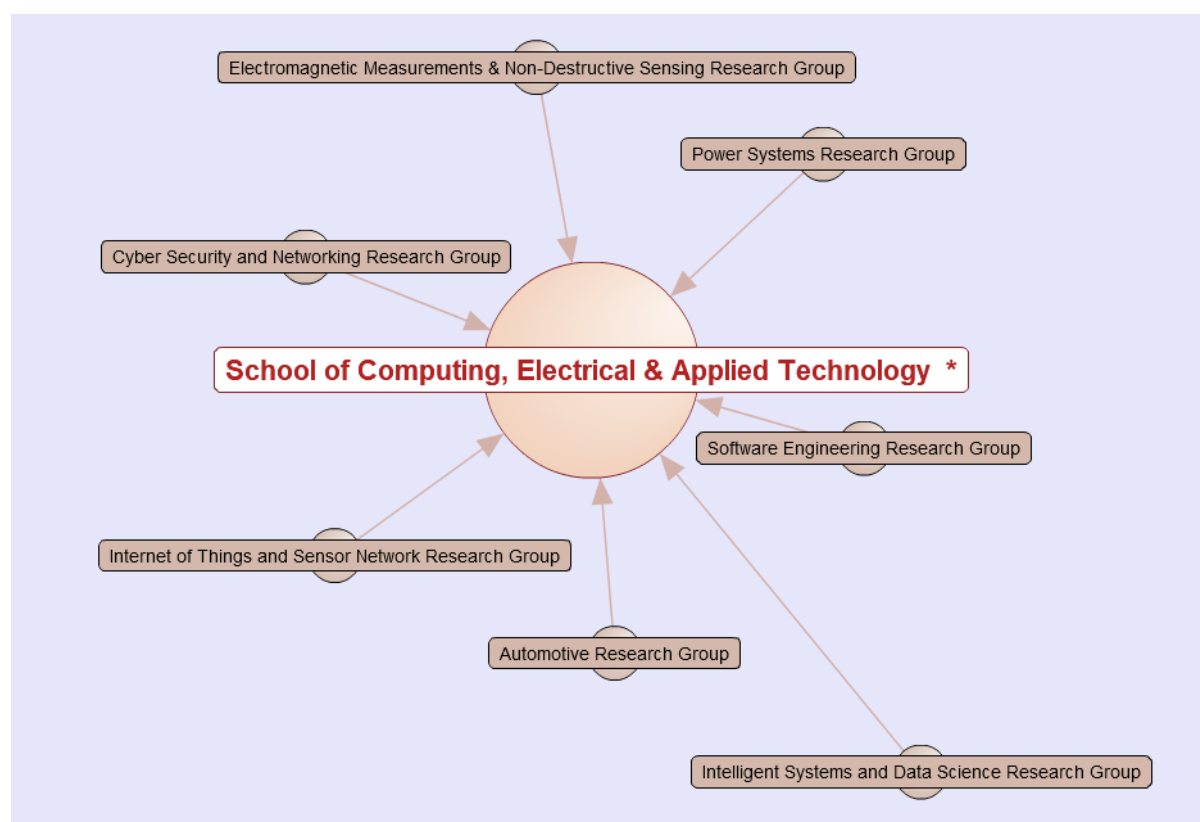 Electromagnetic Measurements & Non-Destructive Sensing Research Group
Power Systems Research Group
Cyber Security and Networking Research Group
School of Computing, Electrical & Applied Technology *
Software Engineering Research Group
Internet of Things and Sensor Network Research Group
Automotive Research Group
Intelligent Systems and Data Science Research Group